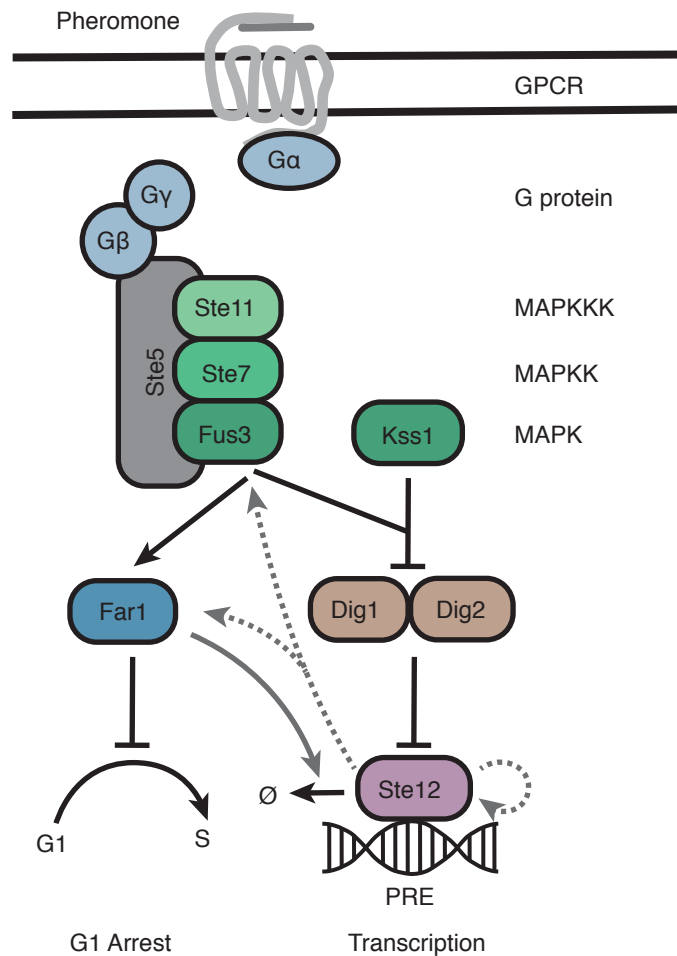 Pheromone
GPCR
Gα
Gγ
G protein
Gβ
Ste11
MAPKKK
Ste5
Ste7
MAPKK
Fus3
Kss1
MAPK
Far1
Dig1
Dig2
Ø
Ste12
G1
S
PRE
G1 Arrest
Transcription